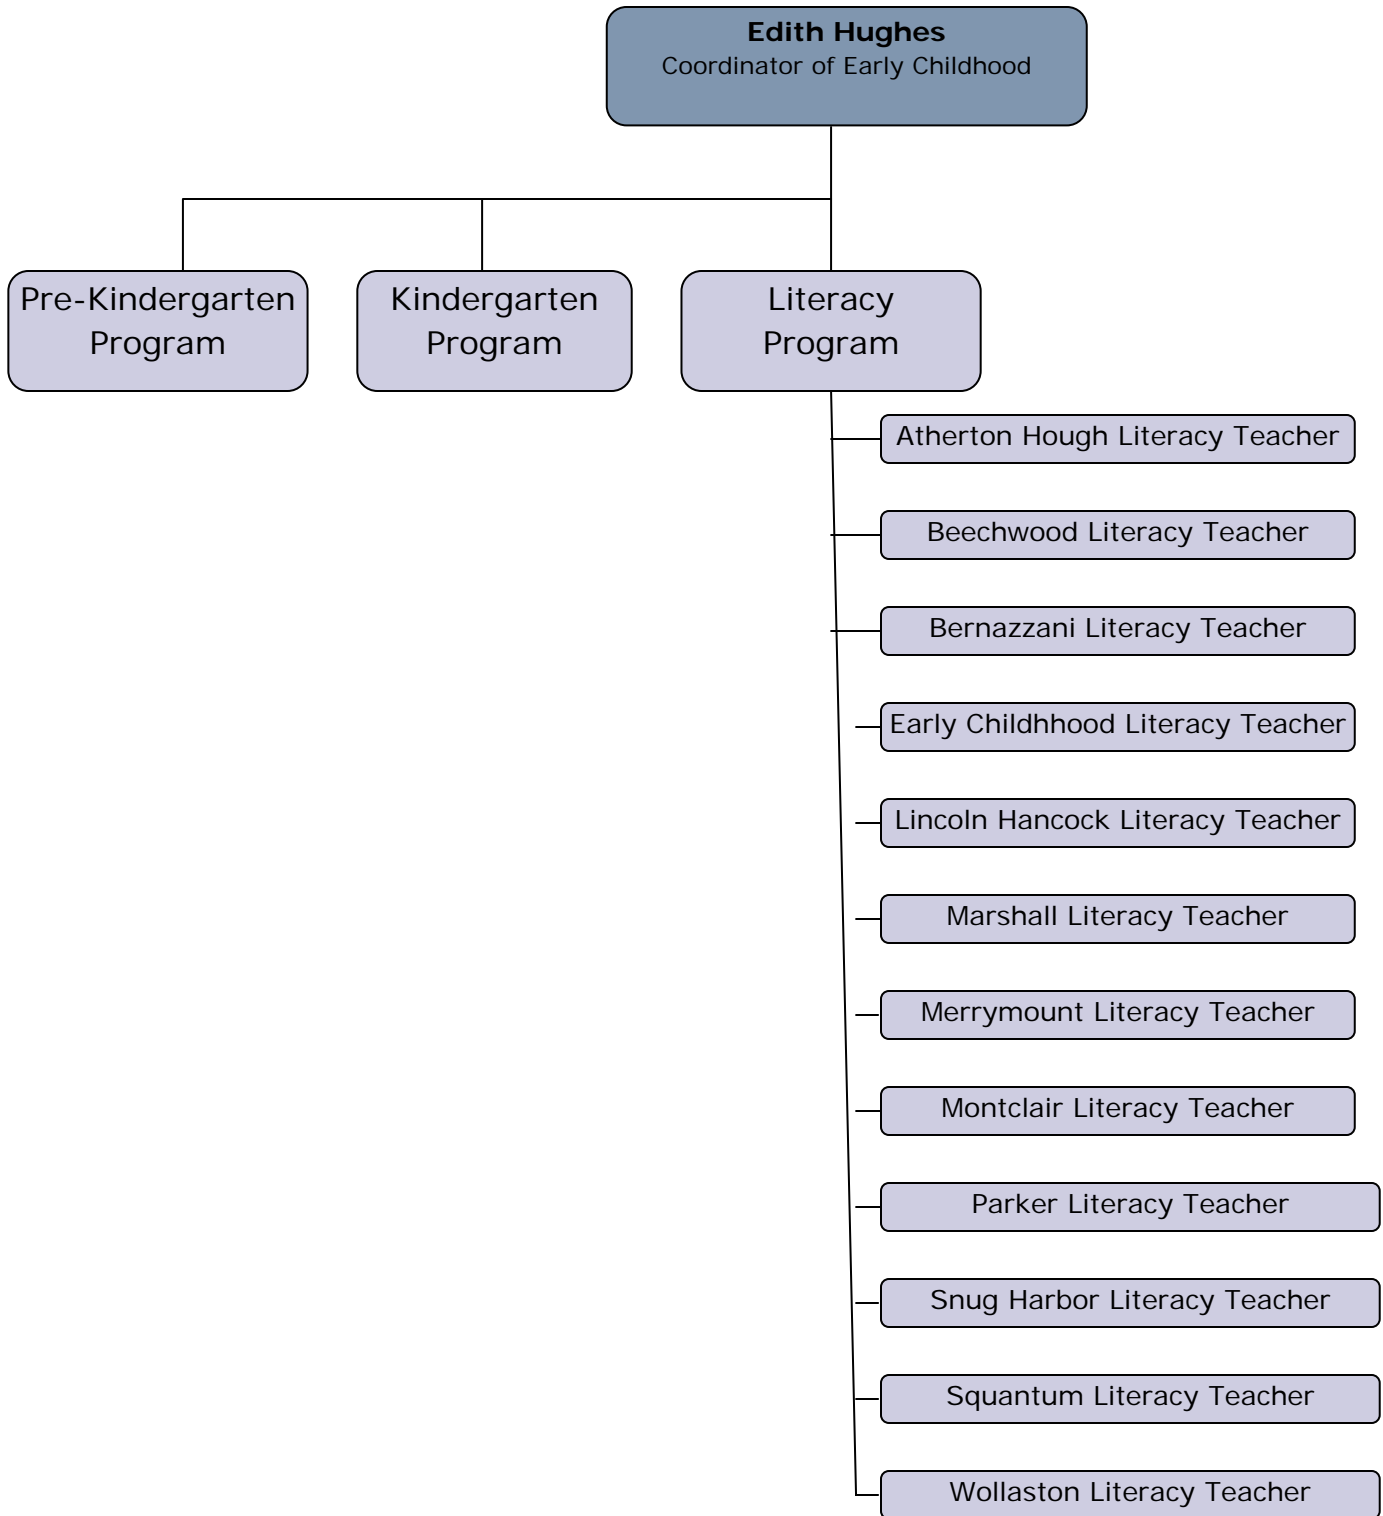 Edith Hughes
Coordinator of Early Childhood
Pre-Kindergarten
Program
Kindergarten
Program
Literacy
Program
Atherton Hough Literacy Teacher
Beechwood Literacy Teacher
Bernazzani Literacy Teacher
Early Childhhood Literacy Teacher
Lincoln Hancock Literacy Teacher
Marshall Literacy Teacher
Merrymount Literacy Teacher
Montclair Literacy Teacher
Parker Literacy Teacher
Snug Harbor Literacy Teacher
Squantum Literacy Teacher
Wollaston Literacy Teacher